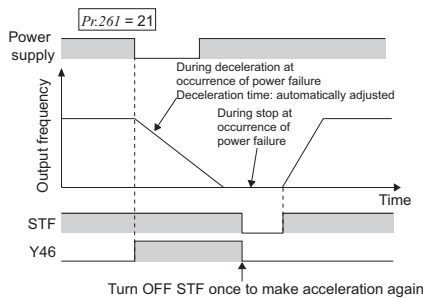 Pr.261 = 21
Power
supply
During deceleration at
occurrence of power failure
Deceleration time: automatically adjusted
During stop at
occurrence of
power failure
Output frequency
Time
STF
Y46
Turn OFF STF once to make acceleration again